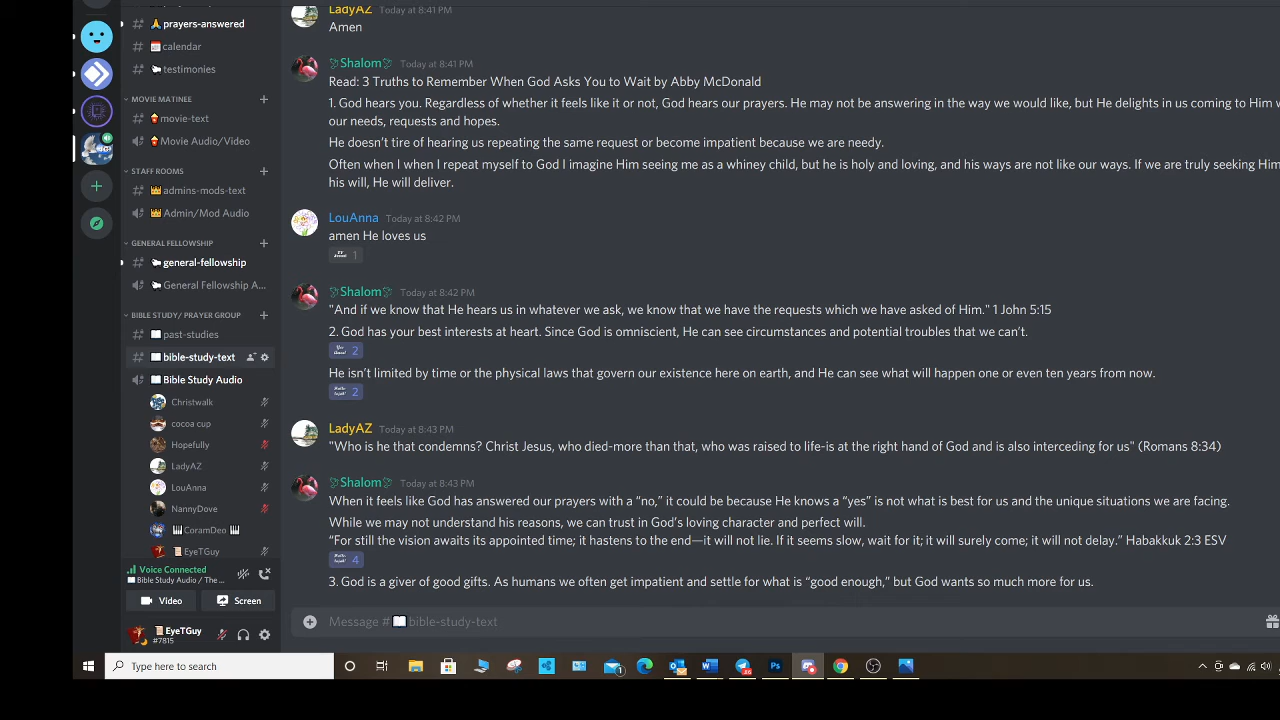 prayers-answered
calendar
testimonies
MOVIE MATINEE
movie-text
Movie Audio/Video
STAFF ROOMS
admins-mods-text
Admin/Mod Audio
GENERAL FELLOWSHIP
general-fellowship
General Fellowship A...
BIBLE STUDY/ PRAYER GROUP
past-studies
bible-study-text
Bible Study Audio
Christwalk
cocoa cup
Hopefully
LadyAZ
LouAnna
NannyDove
CoramDeo
EyeTGuy
Voice Connected
Bible Study Audio / The ...
Video
Screen
EyeTGuy
#7815
LadyAZ Today at 8:41 PM
Amen
Shalom Today at 8:41 PM
Read: 3 Truths to Remember When God Asks You to Wait by Abby McDonald
1. God hears you. Regardless of whether it feels like it or not, God hears our prayers. He may not be answering in the way we would like, but He delights in us coming to Him
our needs, requests and hopes.
He doesn't tire of hearing us repeating the same request or become impatient because we are needy.
Often when I when I repeat myself to God I imagine Him seeing me as a whiney child, but he is holy and loving, and his ways are not like our ways. If we are truly seeking Him
his will, He will deliver.
LouAnna Today at 8:42 PM
amen He loves us
1
Shalom Today at 8:42 PM
"And if we know that He hears us in whatever we ask, we know that we have the requests which we have asked of Him." 1 John 5:15
2. God has your best interests at heart. Since God is omniscient, He can see circumstances and potential troubles that we can't.
2
He isn't limited by time or the physical laws that govern our existence here on earth, and He can see what will happen one or even ten years from now.
2
LadyAZ Today at 8:43 PM
"Who is he that condemns? Christ Jesus, who died-more than that, who was raised to life-is at the right hand of God and is also interceding for us" (Romans 8:34)
Shalom Today at 8:43 PM
When it feels like God has answered our prayers with a “no,” it could be because He knows a “yes” is not what is best for us and the unique situations we are facing.
While we may not understand his reasons, we can trust in God's loving character and perfect will.
“For still the vision awaits its appointed time; it hastens to the end—it will not lie. If it seems slow, wait for it; it will surely come; it will not delay.” Habakkuk 2:3 ESV
4
3. God is a giver of good gifts. As humans we often get impatient and settle for what is “good enough,” but God wants so much more for us.
Message # bible-study-text
Type here to search